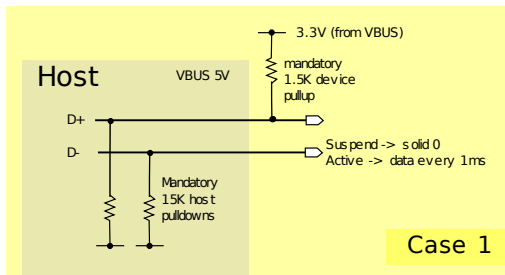 3.3V (from VBUS)
mandatory
1.5K device
pullup
Host
VBUS 5V
D+
D-
Suspend -> solid 0
Active -> data every 1ms
Mandatory
15K host
pulldowns
Case 1